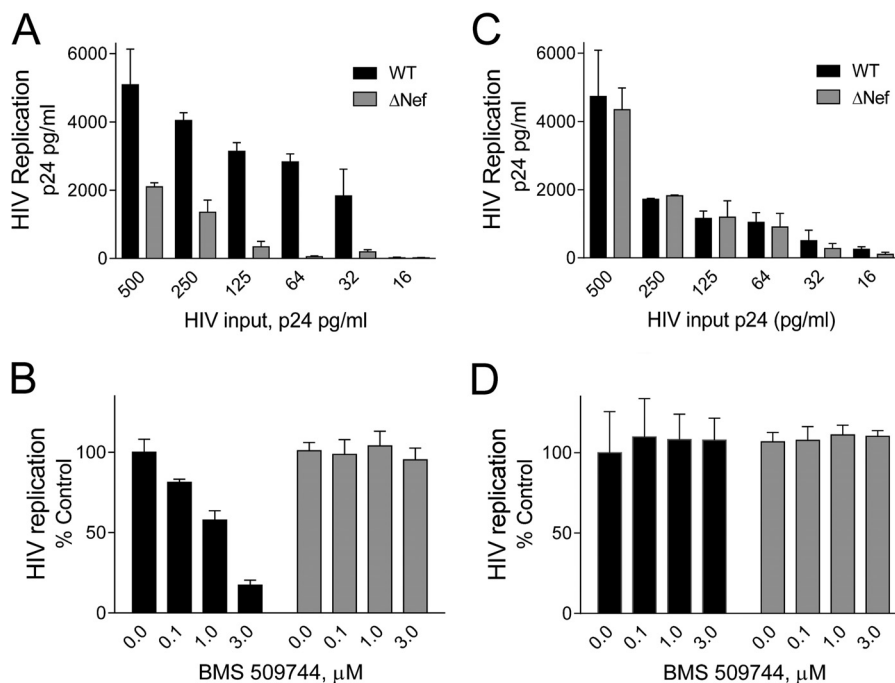 A
HIV Replication
p24 pg/ml
6000
4000
2000
0
WT
ΔNef
500
250
125
64
32
16
HIV input, p24 pg/ml
C
HIV Replication
p24 pg/ml
6000
4000
2000
0
WT
ΔNef
500
250
125
64
32
16
HIV input p24 (pg/ml)
B
HIV replication
% Control
100
50
0
0.0
0.1
1.0
3.0
0.0
0.1
1.0
3.0
BMS 509744, μM
D
HIV replication
% Control
100
50
0
0.0
0.1
1.0
3.0
0.0
0.1
1.0
3.0
BMS 509744, μM